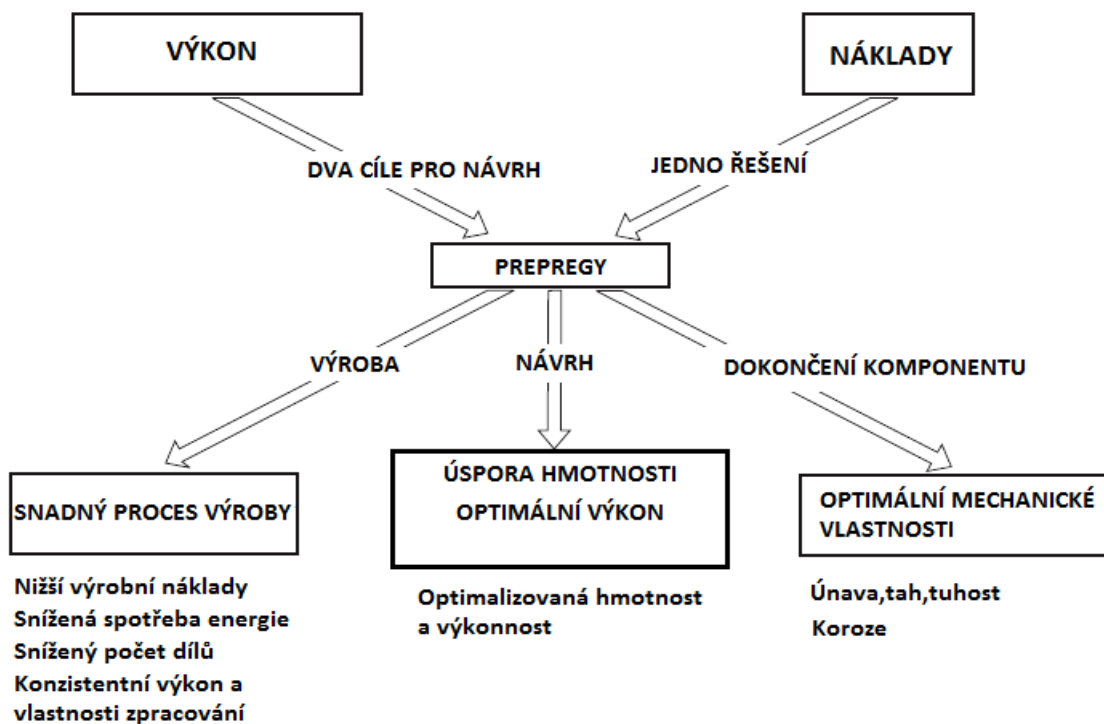 VÝKON
NÁKLADY
DVA CÍLE PRO NÁVRH
JEDNO ŘEŠENÍ
PREPREGY
VÝROBA
NÁVRH
DOKONČENÍ KOMPONENTU
SNADNÝ PROCES VÝROBY
ÚSPORA HMOTNOSTI
OPTIMÁLNÍ VÝKON
OPTIMÁLNÍ MECHANICKÉ
VLASTNOSTI
Nižší výrobní náklady
Snížená spotřeba energie
Snížený počet dílů
Konzistentní výkon a
vlastnosti zpracování
Optimalizovaná hmotnost
a výkonnost
Únava,tah,tuhost
Koroze